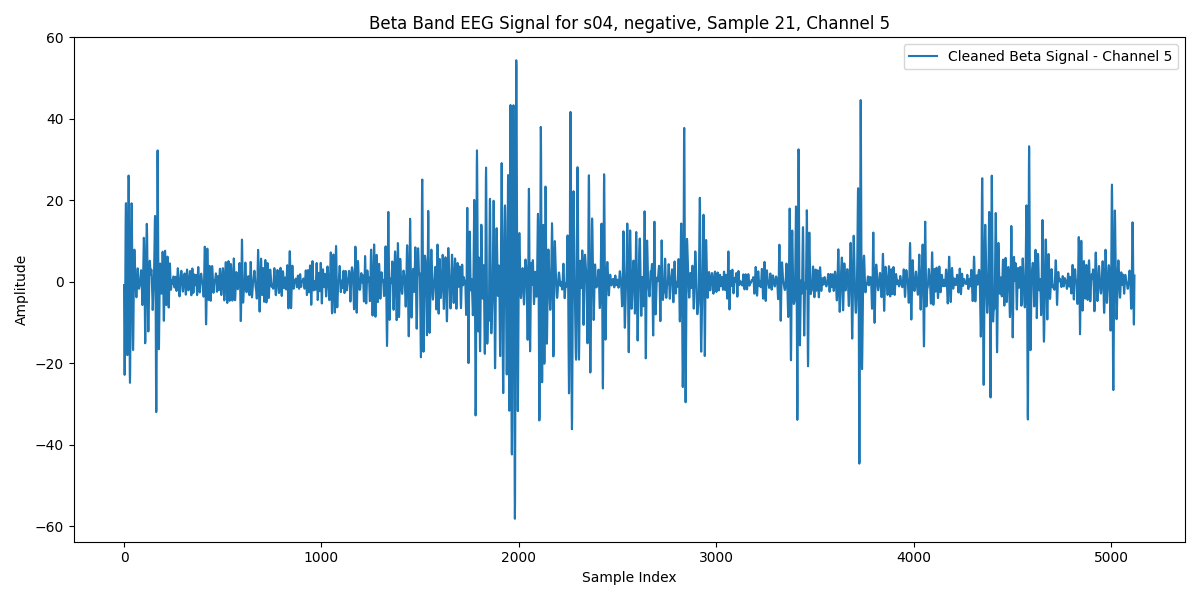 Beta Band EEG Signal for s04, negative, Sample 21, Channel 5
Cleaned Beta Signal - Channel 5
Amplitude
60
40
20
0
−20
−40
−60
0 1000 2000 3000 4000 5000
Sample Index